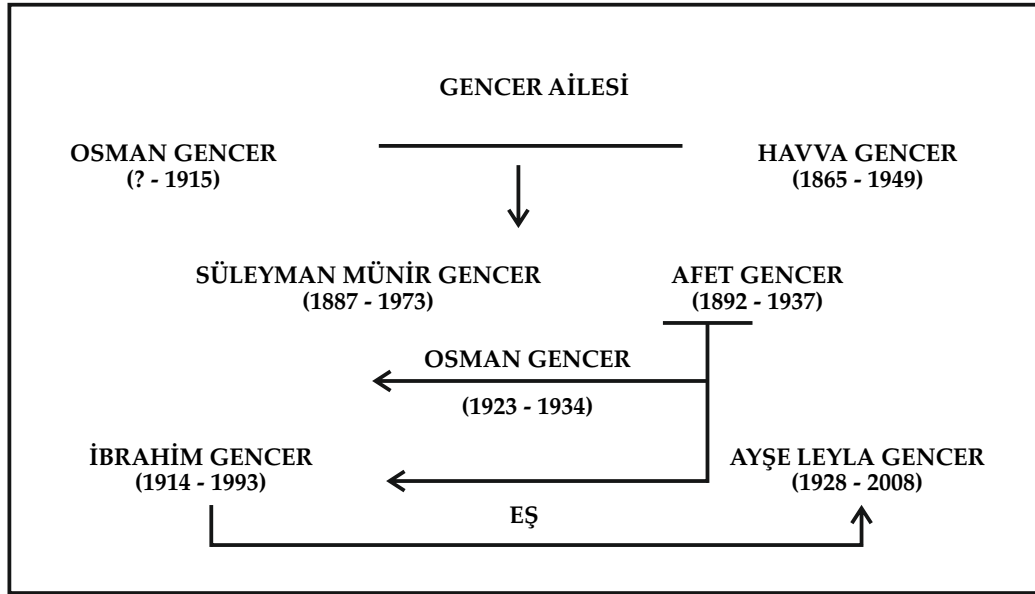 GENCER AİLESİ
OSMAN GENCER
(? - 1915)
HAVVA GENCER
(1865 - 1949)
SÜLEYMAN MÜNİR GENCER
(1887 - 1973)
AFET GENCER
(1892 - 1937)
OSMAN GENCER
(1923 - 1934)
İBRAHİM GENCER
(1914 - 1993)
AYŞE LEYLA GENCER
(1928 - 2008)
EŞ